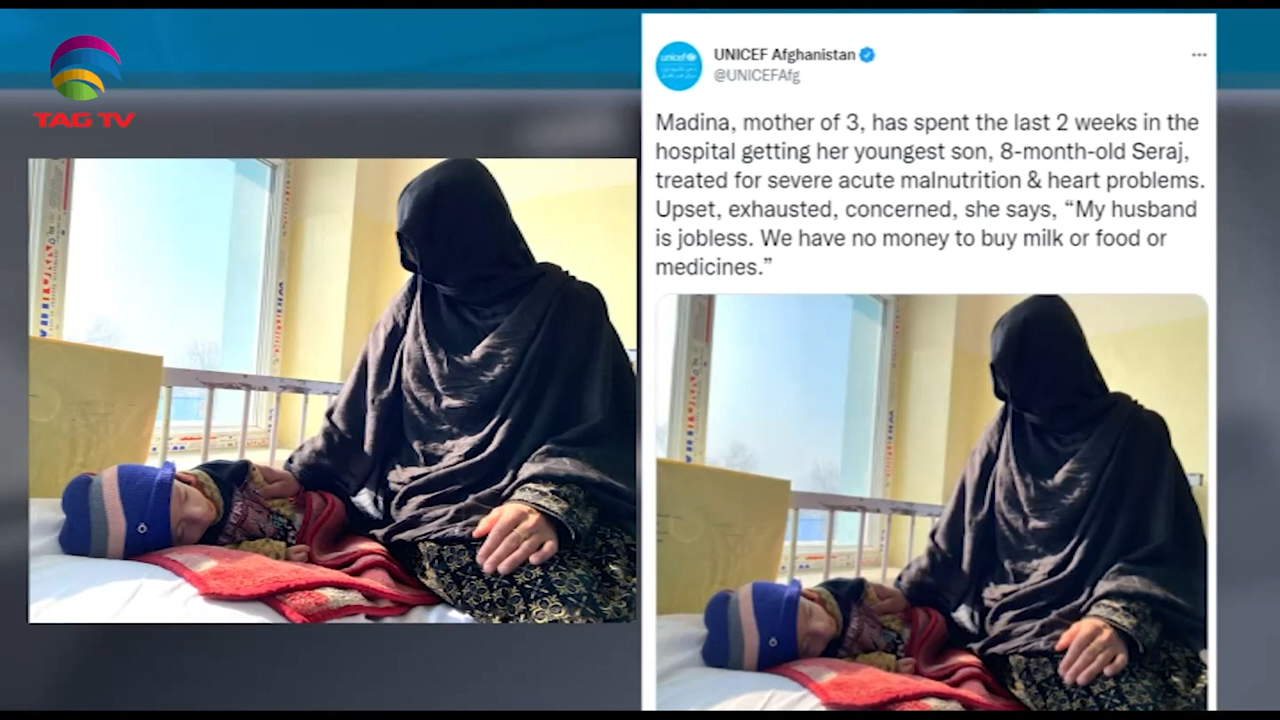 TAG TV
unicef
UNICEF Afghanistan
@UNICEFAfg
Madina, mother of 3, has spent the last 2 weeks in the
hospital getting her youngest son, 8-month-old Seraj,
treated for severe acute malnutrition & heart problems.
Upset, exhausted, concerned, she says, “My husband
is jobless. We have no money to buy milk or food or
medicines.”